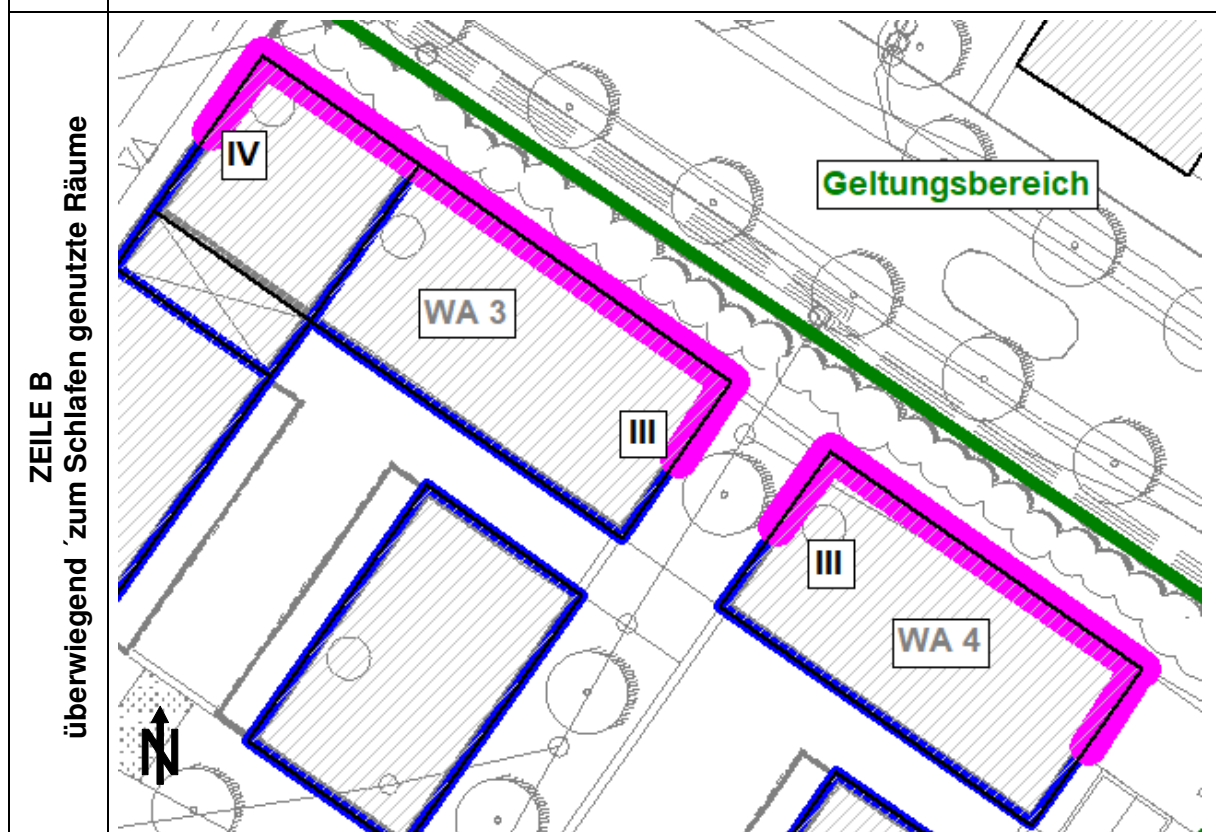 ZEILE B
überwiegend ´zum Schlafen genutzte Räume
IV
Geltungsbereich
WA 3
III
III
WA 4
N